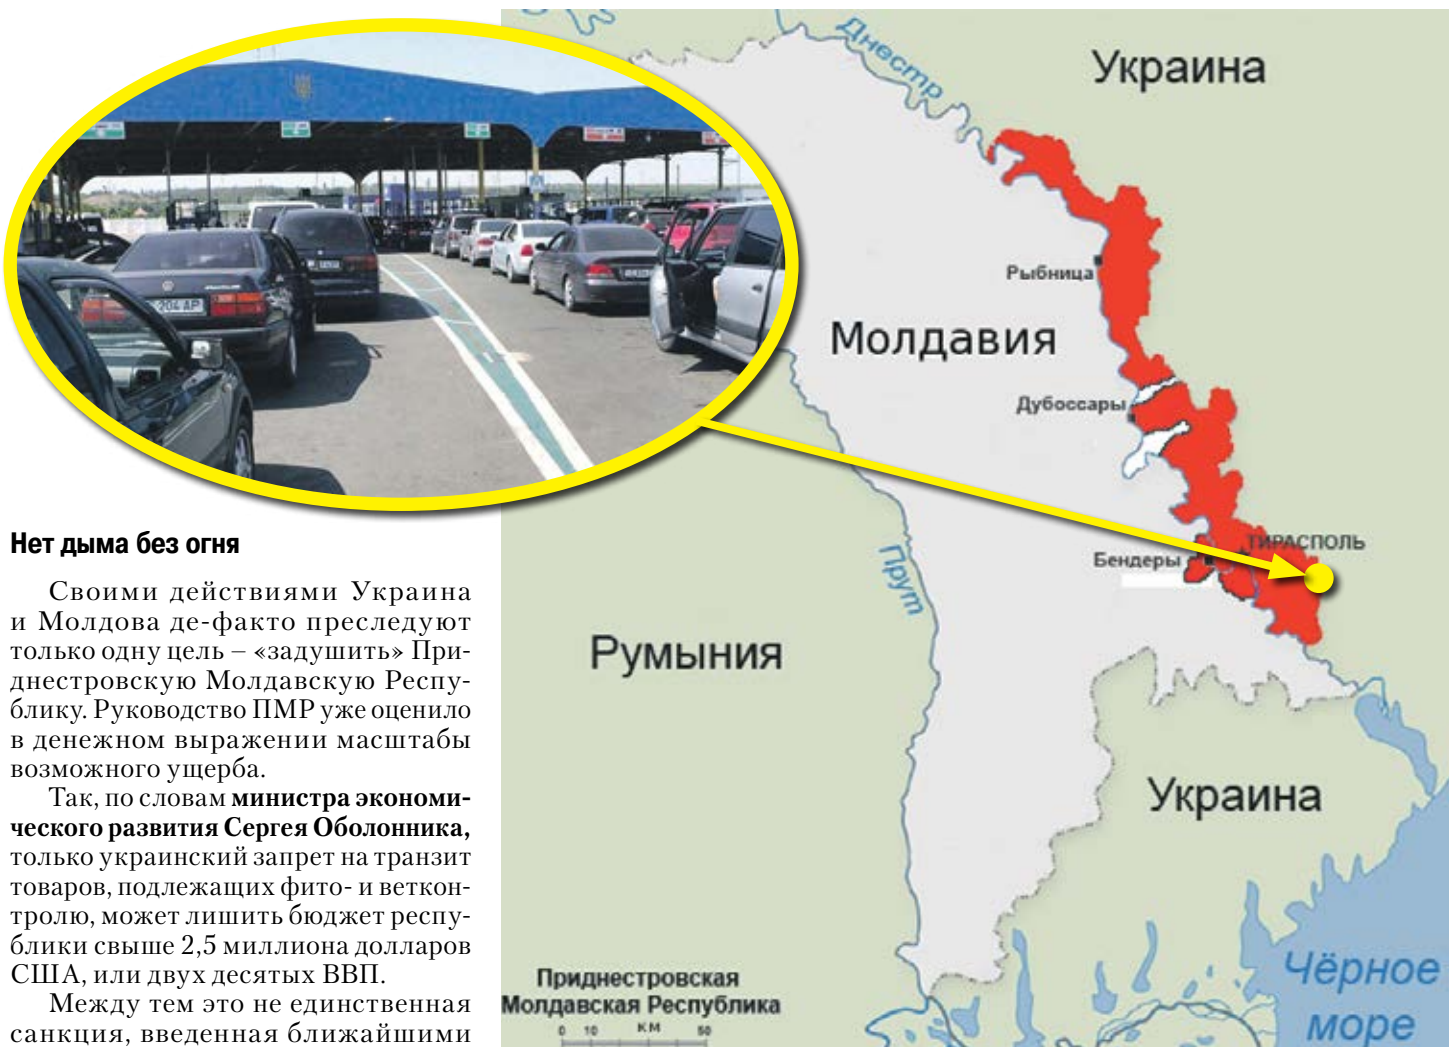 Днестр
Украина
204 AP
Рыбница
Молдавия
Дубоссары
ТИРАСПОЛЬ
Бендеры
Прут
Румыния
Украина
Чёрное
море
Приднестровская
Молдавская Республика
0 10 КМ 50
Нет дыма без огня
Своими действиями Украина
и Молдова де-факто преследуют
только одну цель – «задушить» При-
днестровскую Молдавскую Респу-
блику. Руководство ПМР уже оценило
в денежном выражении масштабы
возможного ущерба.
Так, по словам министра экономи-
ческого развития Сергея Оболонника,
только украинский запрет на транзит
товаров, подлежащих фито- и веткон-
тролю, может лишить бюджет респу-
блики свыше 2,5 миллиона долларов
США, или двух десятых ВВП.
Между тем это не единственная
санкция, введенная ближайшими